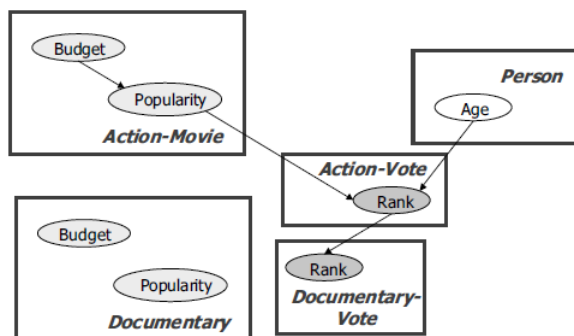 Budget
Popularity
Action-Movie
Person
Age
Action-Vote
Rank
Budget
Popularity
Documentary
Rank
Documentary-
Vote